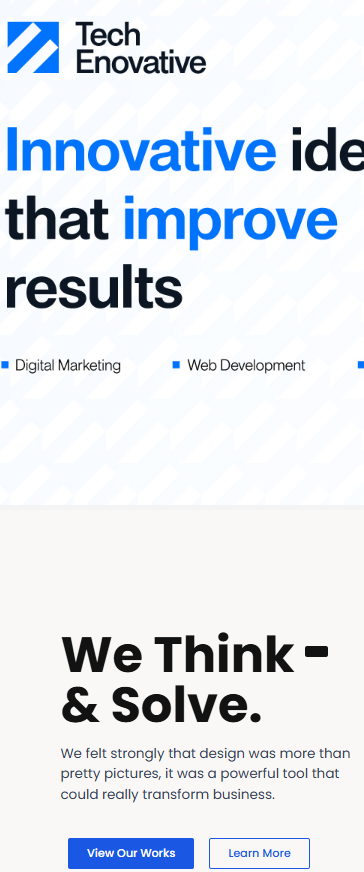 Tech
Enovative
Innovative ide
that improve
results
Digital Marketing
Web Development
We Think -
& Solve.
We felt strongly that design was more than
pretty pictures, it was a powerful tool that
could really transform business.
View Our Works
Learn More